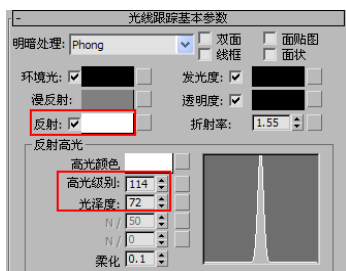 - 光线跟踪基本参数
明暗处理: Phong 双面 面贴图
线框 面状
环境光: 发光度:
漫反射: 透明度:
反射: 折射率: 1.55
反射高光
高光颜色
高光级别: 114
光泽度: 72
N / 50
N / 0
柔化 0.1